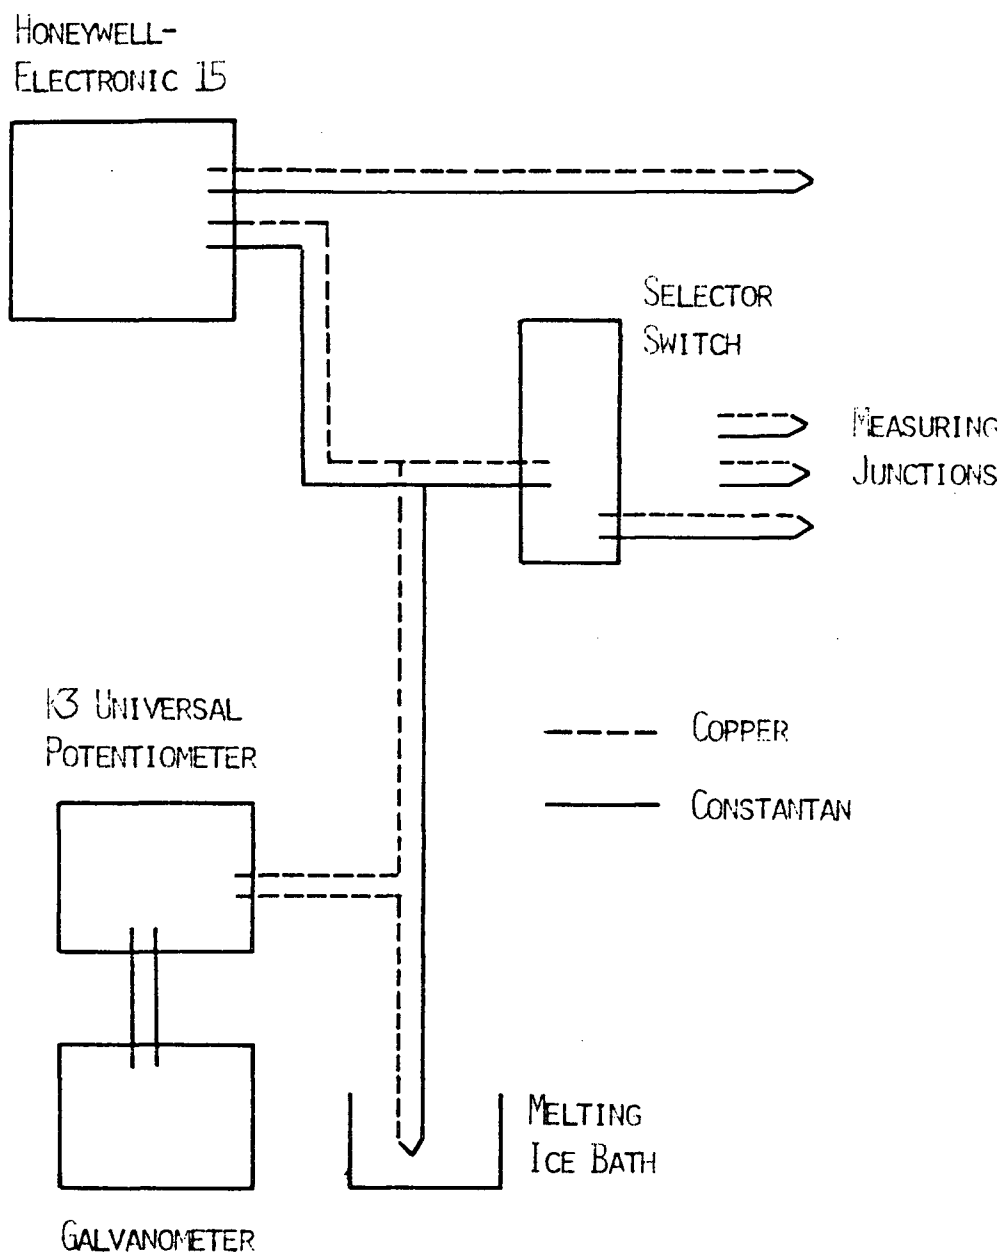 HONEYWELL-
ELECTRONIC 15
SELECTOR
SWITCH
MEASURING
JUNCTIONS
K3 UNIVERSAL
POTENTIOMETER
COPPER
CONSTANTAN
MELTING
ICE BATH
GALVANOMETER